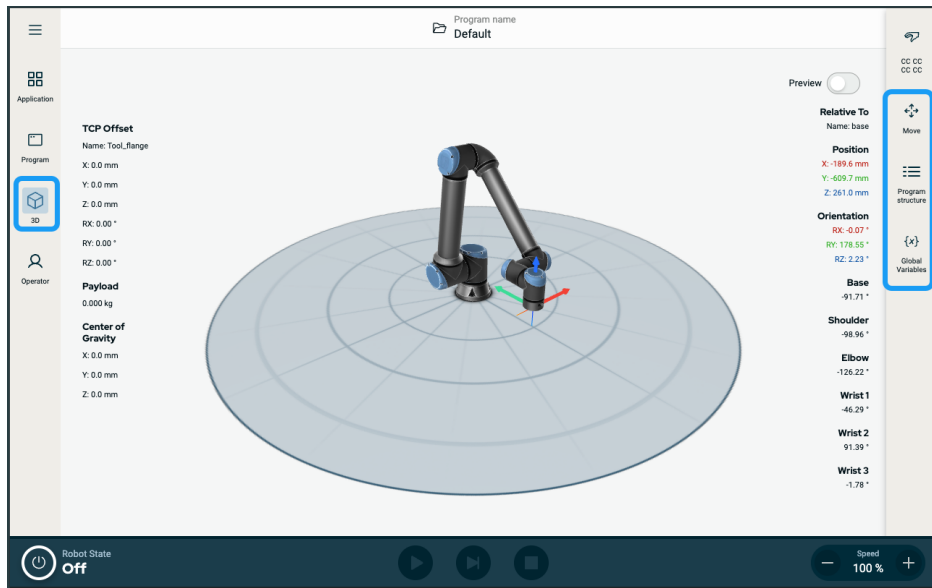 Program name
Default
Application
Program
3D
Operator
TCP Offset
Name: Tool_flange
X: 0.0 mm
Y: 0.0 mm
Z: 0.0 mm
RX: 0.00 °
RY: 0.00 °
RZ: 0.00 °
Payload
0.000 kg
Center of
Gravity
X: 0.0 mm
Y: 0.0 mm
Z: 0.0 mm
Preview
Relative To
Name: base
Position
X: -189.6 mm
Y: -609.7 mm
Z: 261.0 mm
Orientation
RX: -0.07 °
RY: 178.55 °
RZ: 2.23 °
Base
-91.71 °
Shoulder
-98.96 °
Elbow
-126.22 °
Wrist 1
-46.29 °
Wrist 2
91.39 °
Wrist 3
-1.78 °
CC CC
CC CC
Move
Program
structure
{x}
Global
Variables
Robot State
Off
Speed
100 %